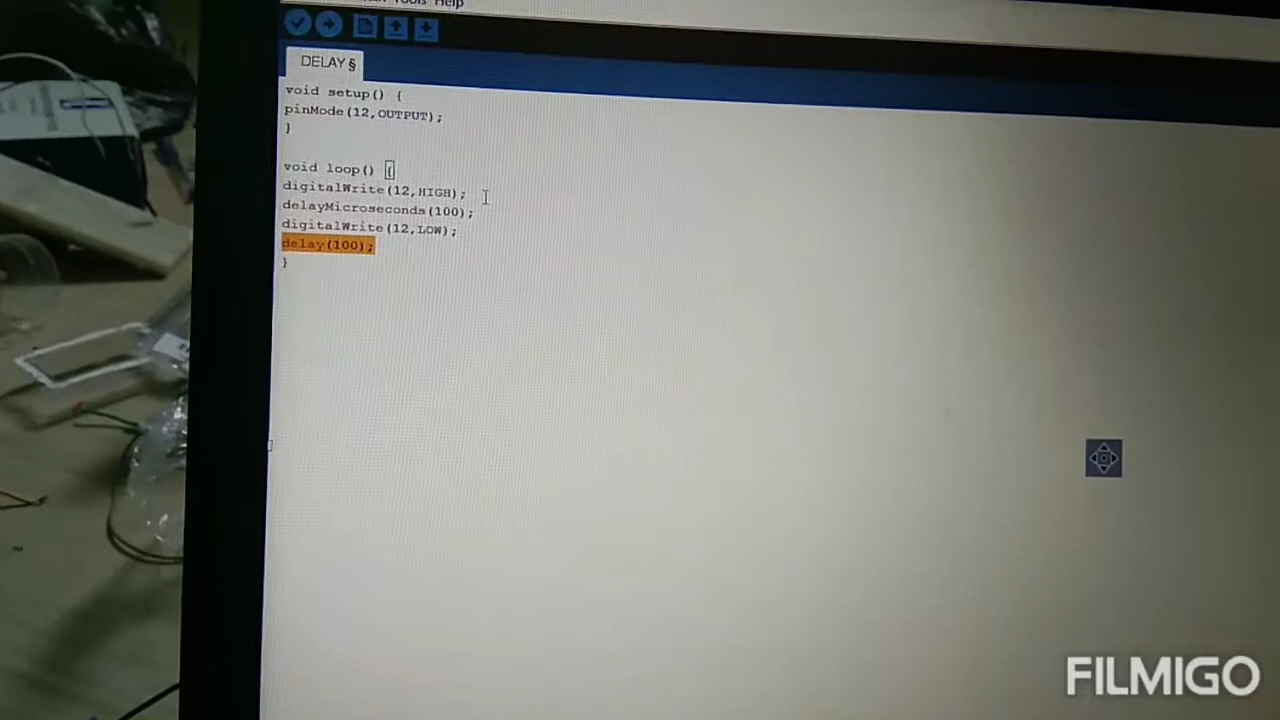 Tools Help
DELAY §
void setup() {
pinMode(12,OUTPUT);
}
void loop() {
digitalWrite(12,HIGH);
delayMicroseconds(100);
digitalWrite(12,LOW);
delay(100);
}
FILMIGO